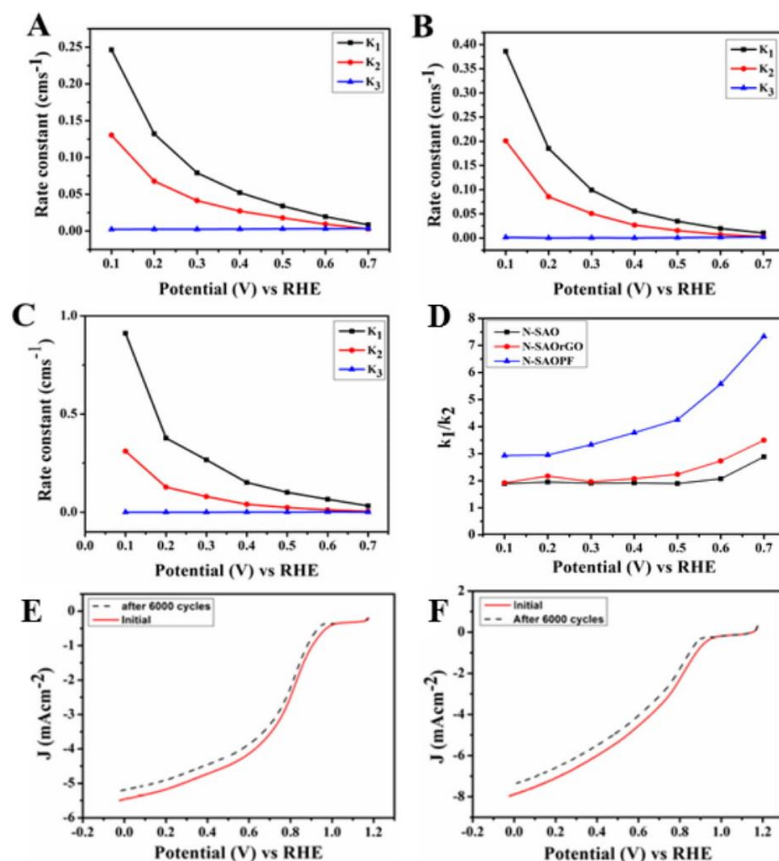 A
Rate constant (cms-1)
0.25
0.20
0.15
0.10
0.05
0.00
K1
K2
K3
0.1 0.2 0.3 0.4 0.5 0.6 0.7
Potential (V) vs RHE
B
Rate constant (cms-1)
0.40
0.35
0.30
0.25
0.20
0.15
0.10
0.05
0.00
K1
K2
K3
0.1 0.2 0.3 0.4 0.5 0.6 0.7
Potential (V) vs RHE
C
Rate constant (cms-1)
1.0
0.5
0.0
K1
K2
K3
0.0 0.1 0.2 0.3 0.4 0.5 0.6 0.7
Potential (V) vs RHE
D
k1/k2
8
7
6
5
4
3
2
1
0
N-SAO
N-SAOrGO
N-SAOPF
0.1 0.2 0.3 0.4 0.5 0.6 0.7
Potential (V) vs RHE
E
J (mAcm-2)
0
-1
-2
-3
-4
-5
-6
after 6000 cycles
Initial
-0.2 0.0 0.2 0.4 0.6 0.8 1.0 1.2
Potential (V) vs RHE
F
J (mAcm-2)
2
0
-2
-4
-6
-8
Initial
After 6000 cycles
-0.2 0.0 0.2 0.4 0.6 0.8 1.0 1.2
Potential (V) vs RHE